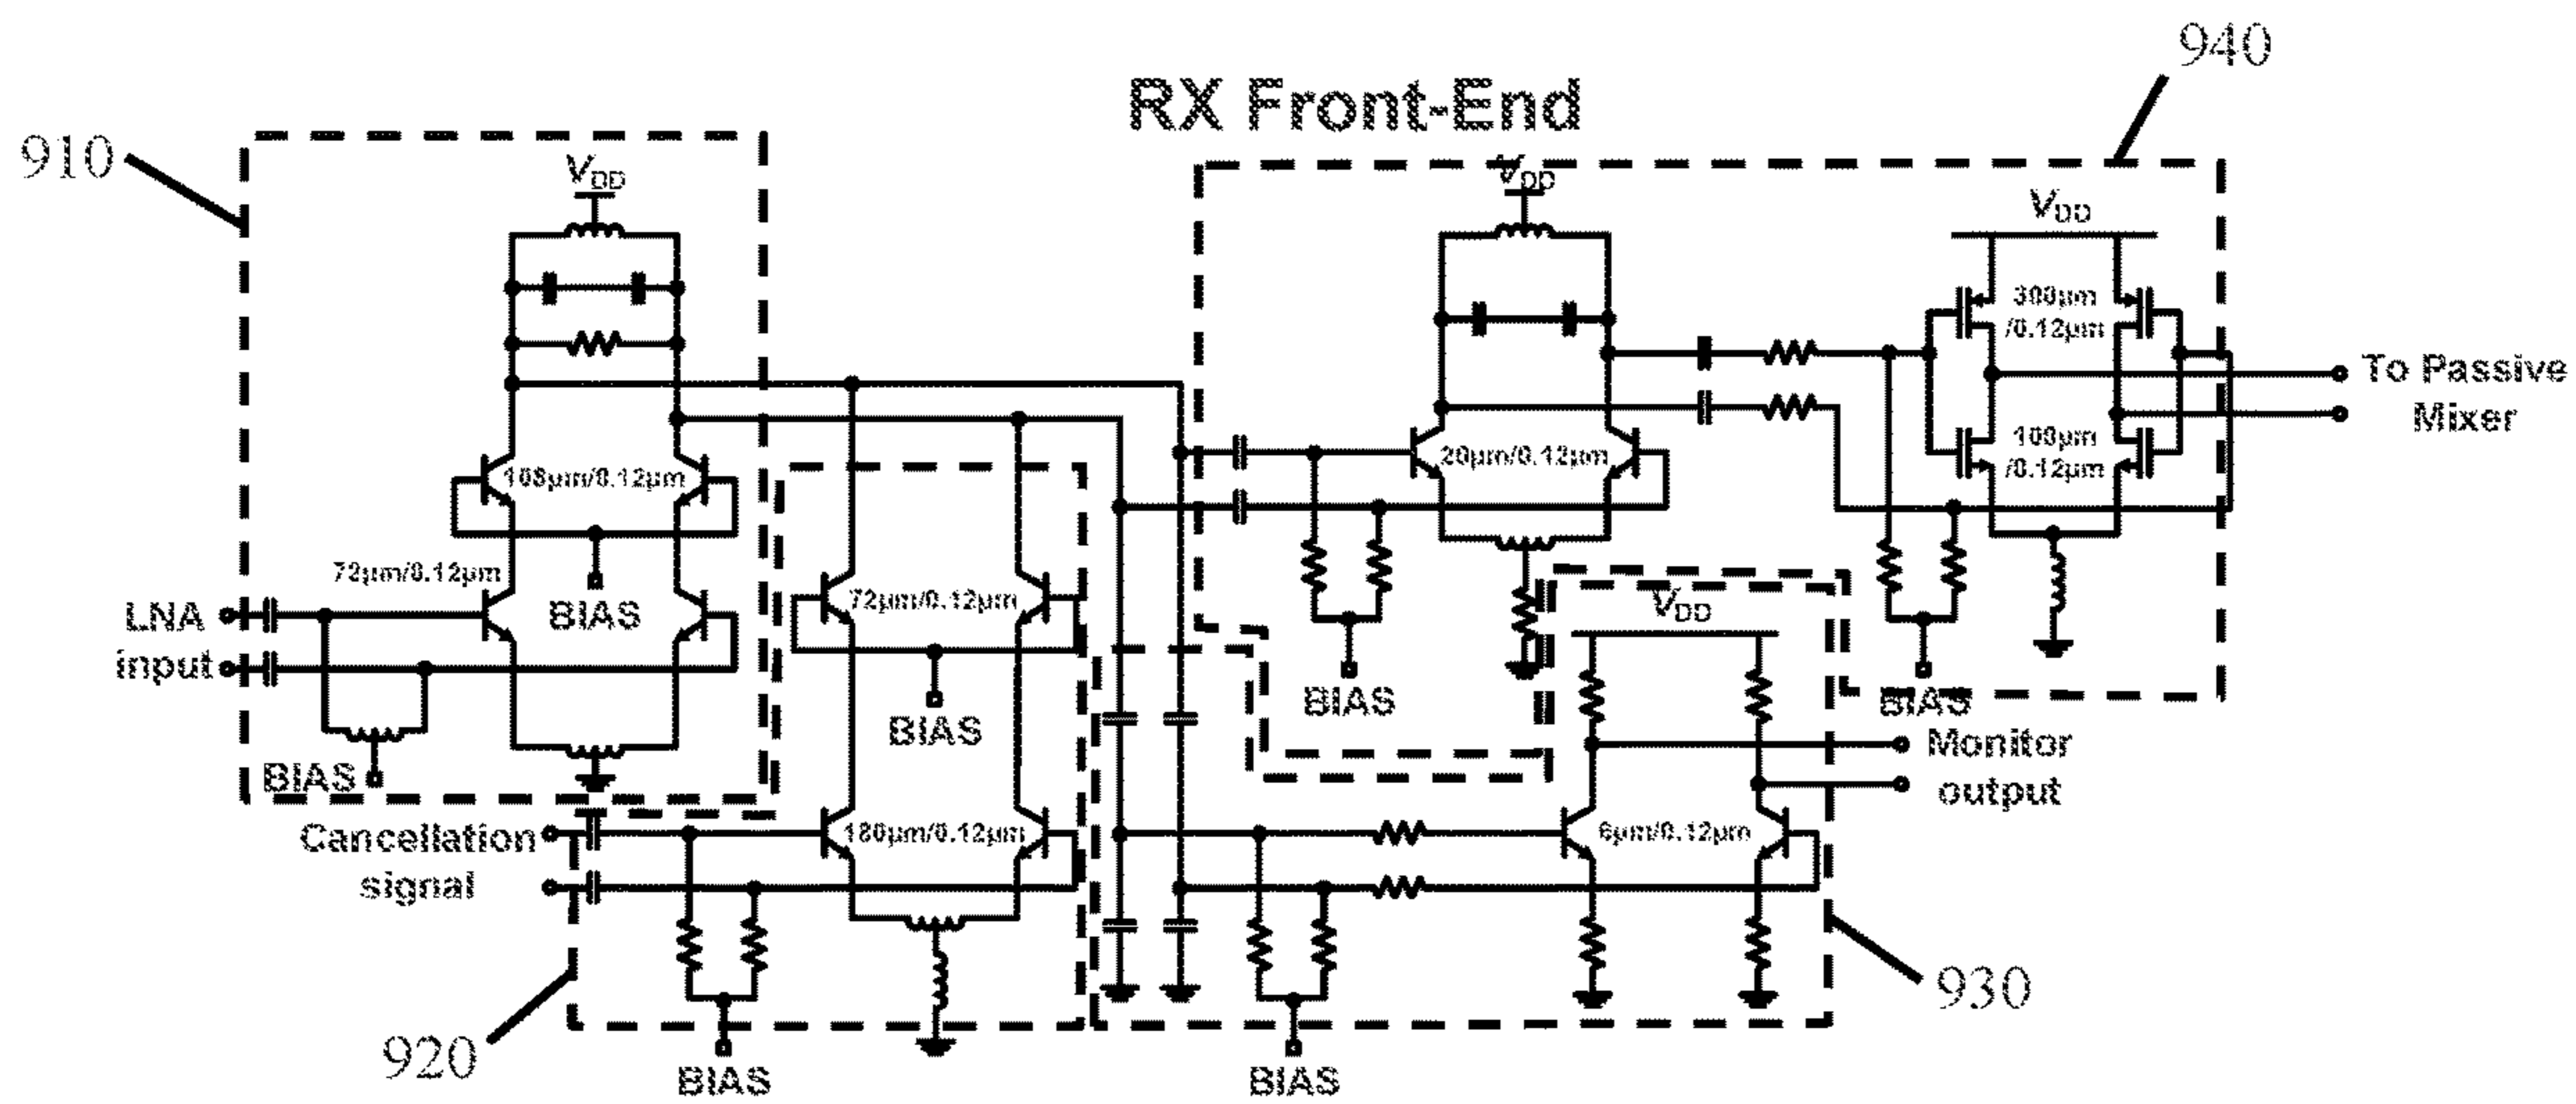 940
RX Front-End
910
VDD
VDD
VDD
300µm
/0.12µm
To Passive
Mixer
108µm/0.12µm
20µm/0.12µm
100µm
/0.12µm
72µm/0.12µm
LNA
input
BIAS
72µm/0.12µm
VDD
BIAS
BIAS
BIAS
Monitor
output
BIAS
Cancellation
signal
180µm/0.12µm
6µm/0.12µm
930
920
BIAS
BIAS